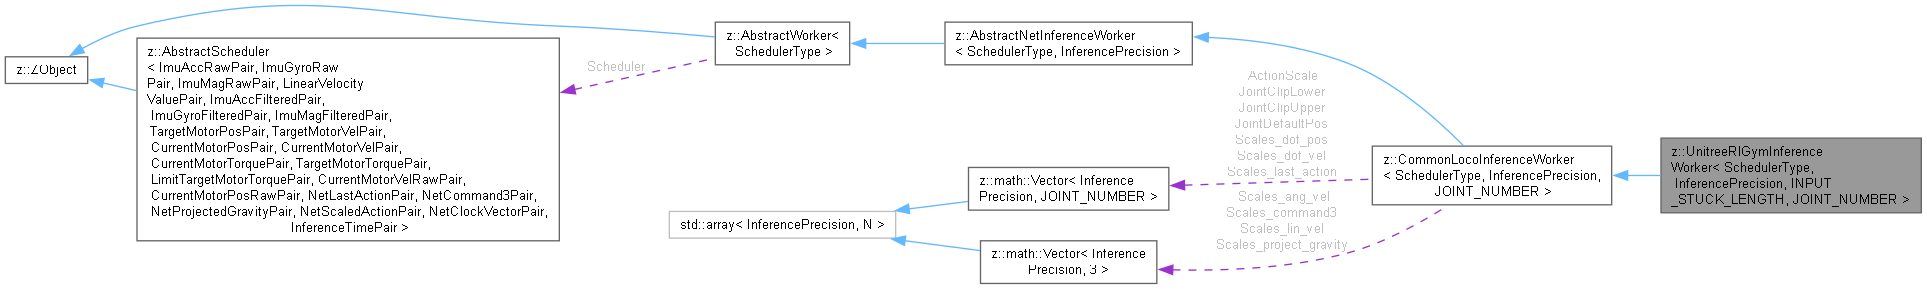 z::ZObject
z::AbstractScheduler
< ImuAccRawPair, ImuGyroRaw
Pair, ImuMagRawPair, LinearVelocity
ValuePair, ImuAccFilteredPair,
ImuGyroFilteredPair, ImuMagFilteredPair,
TargetMotorPosPair, TargetMotorVelPair,
CurrentMotorPosPair, CurrentMotorVelPair,
CurrentMotorTorquePair, TargetMotorTorquePair,
LimitTargetMotorTorquePair, CurrentMotorVelRawPair,
CurrentMotorPosRawPair, NetLastActionPair, NetCommand3Pair,
NetProjectedGravityPair, NetScaledActionPair, NetClockVectorPair,
InferenceTimePair >
Scheduler
z::AbstractWorker<
SchedulerType >
z::AbstractNetInferenceWorker
< SchedulerType, InferencePrecision >
ActionScale
JointClipLower
JointClipUpper
JointDefaultPos
Scales_dof_pos
Scales_dof_vel
Scales_last_action
z::math::Vector< Inference
Precision, JOINT_NUMBER >
std::array< InferencePrecision, N >
Scales_ang_vel
Scales_command3
Scales_lin_vel
Scales_project_gravity
z::math::Vector< Inference
Precision, 3 >
z::CommonLocoInferenceWorker
< SchedulerType, InferencePrecision,
JOINT_NUMBER >
z::UnitreeRlGymInference
Worker< SchedulerType,
InferencePrecision, INPUT
_STUCK_LENGTH, JOINT_NUMBER >